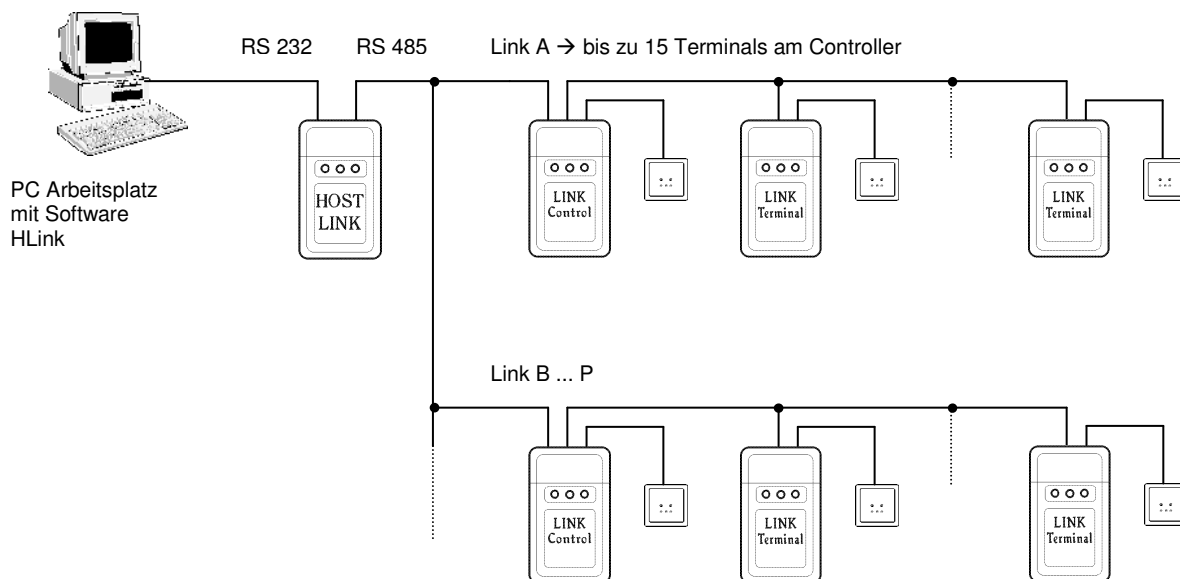 RS 232
RS 485
Link A → bis zu 15 Terminals am Controller
HOST
LINK
LINK
Control
LINK
Terminal
LINK
Terminal
PC Arbeitsplatz
mit Software
HLink
Link B ... P
LINK
Control
LINK
Terminal
LINK
Terminal